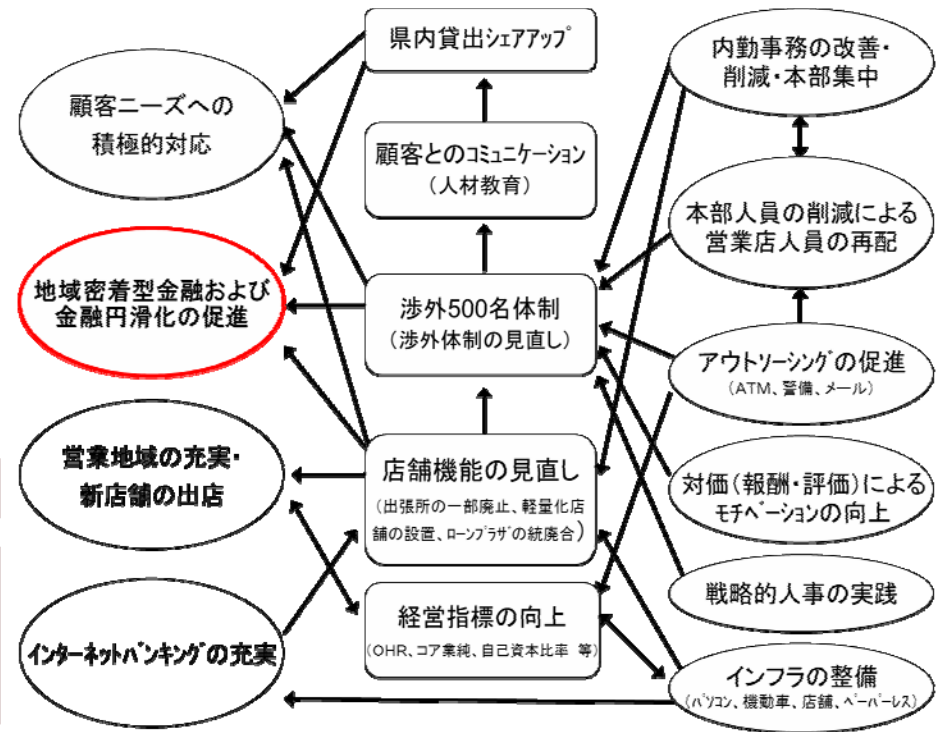 県内貸出シェアアップ
顧客ニーズへの
積極的対応
内勤事務の改善・
削減・本部集中
顧客とのコミュニケーション
(人材教育)
本部人員の削減による
営業店人員の再配
地域密着型金融および
金融円滑化の促進
渉外500名体制
(渉外体制の見直し)
アウトソーシングの促進
(ATM、警備、メール)
営業地域の充実・
新店舗の出店
店舗機能の見直し
(出張所の一部廃止、軽量化店
舗の設置、ローンプラザの統廃合)
対価(報酬・評価)による
モチベーションの向上
戦略的人事の実践
経営指標の向上
(OHR、コア業純、自己資本比率 等)
インターネットバンキングの充実
インフラの整備
(パソコン、機動車、店舗、ペーパーレス)